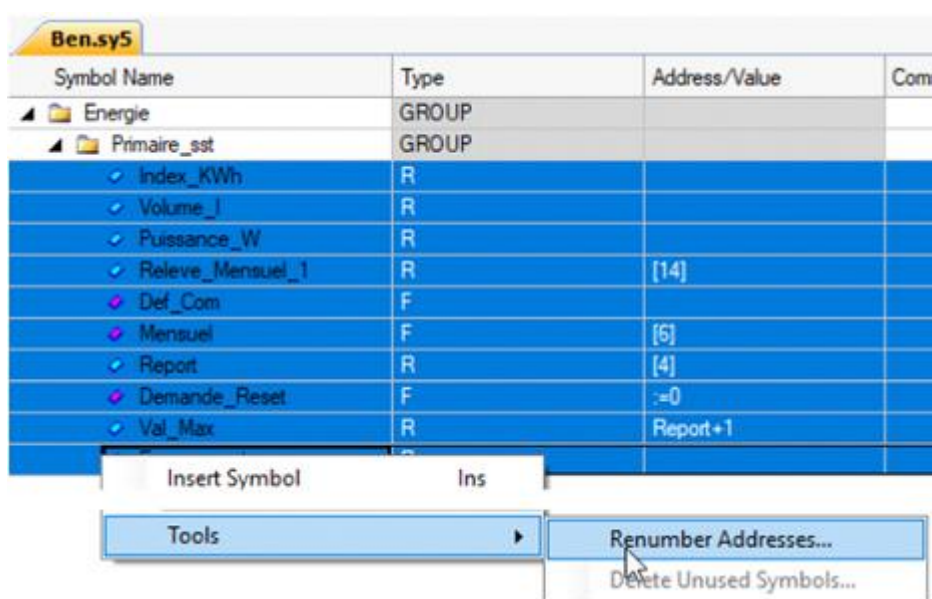 Ben.sy5
Symbol Name Type Address/Value Com
Energie GROUP
Primaire_sst GROUP
Index_KWh R
Volume_l R
Puissance_W R
Releve_Mensuel_1 R [14]
Def_Com F
Mensuel F [6]
Report R [4]
Demande_Reset F :=0
Val_Max R Report+1
Insert Symbol Ins
Tools Renumber Addresses...
Delete Unused Symbols...